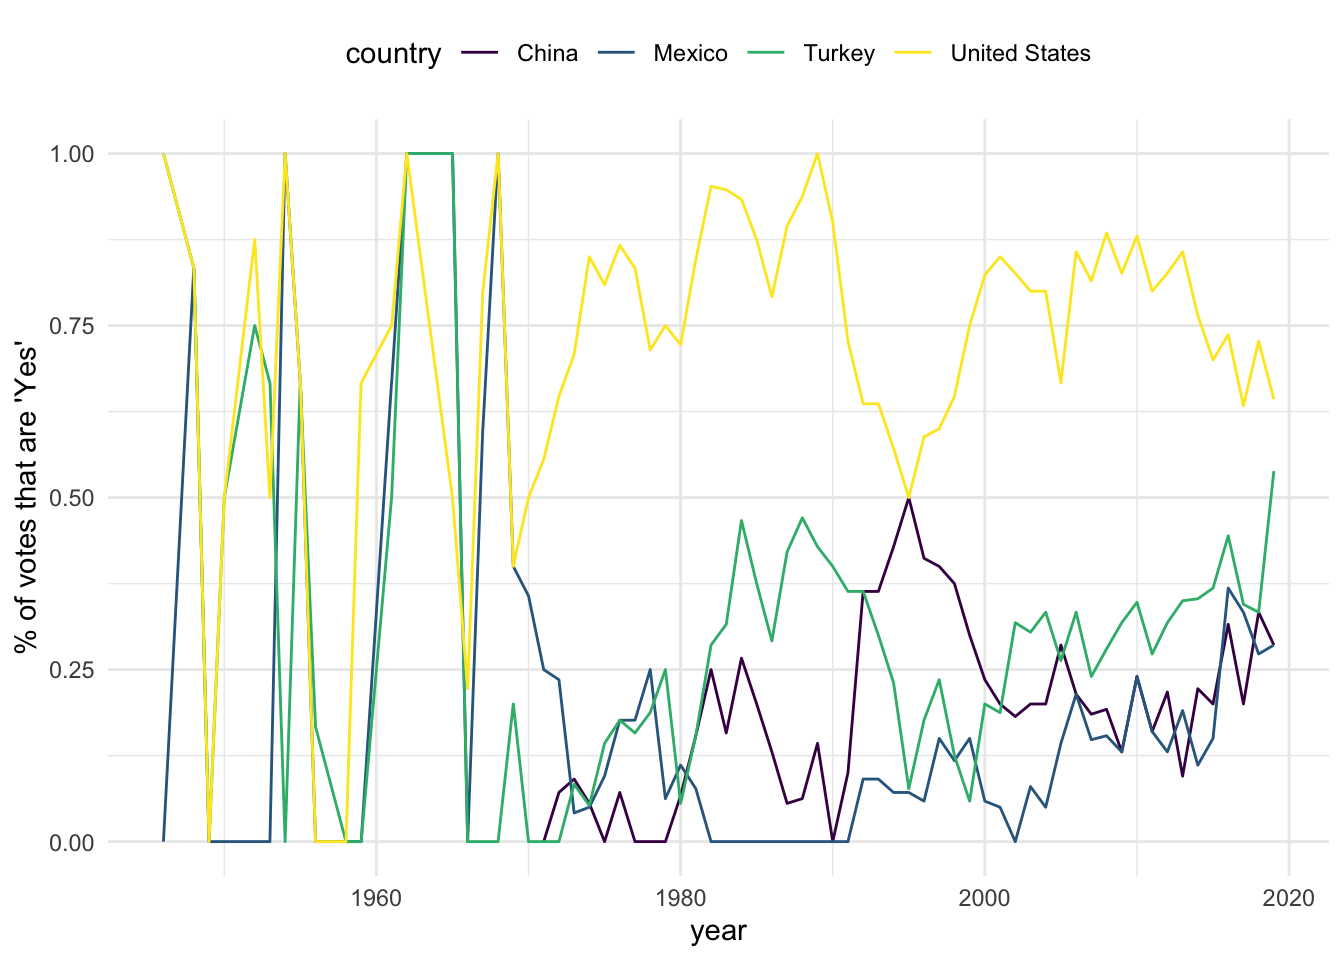 country China Mexico Turkey United States
1.00
0.75
0.50
0.25
0.00
% of votes that are 'Yes'
1960 1980 2000 2020
year